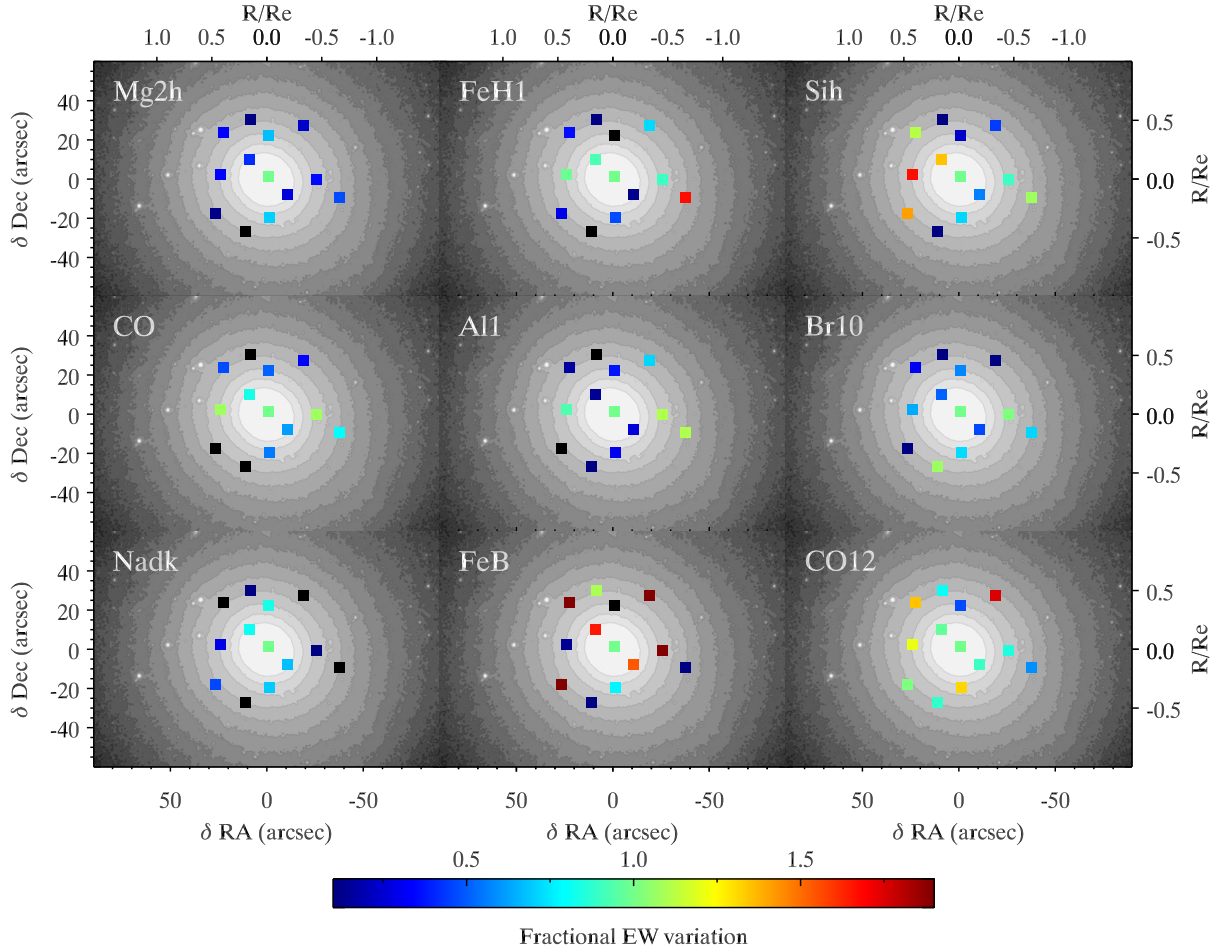 R/Re R/Re R/Re
1.0 0.5 0.0 -0.5 -1.0 1.0 0.5 0.0 -0.5 -1.0 1.0 0.5 0.0 -0.5 -1.0
Mg2h FeH1 Sih
40
20
0
-20
-40
δ Dec (arcsec)
0.5
0.0
-0.5
R/Re
CO Al1 Br10
40
20
0
-20
-40
δ Dec (arcsec)
0.5
0.0
-0.5
R/Re
Nadk FeB CO12
40
20
0
-20
-40
δ Dec (arcsec)
0.5
0.0
-0.5
R/Re
50 0 -50 50 0 -50 50 0 -50
δ RA (arcsec) δ RA (arcsec) δ RA (arcsec)
0.5 1.0 1.5
Fractional EW variation